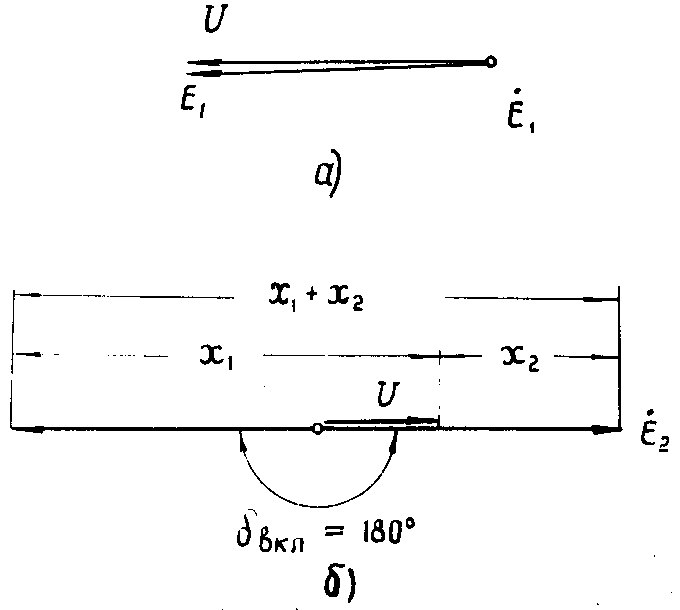 U
E₁
Ė₁
а)
x₁ + x₂
x₁ x₂
U
Ė₂
δвкл = 180°
б)